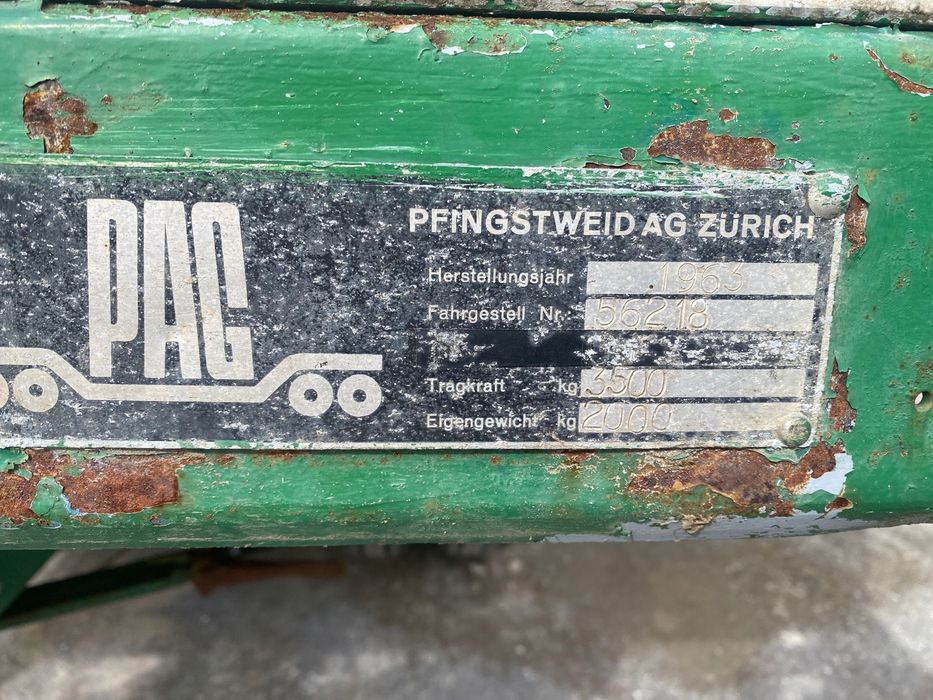 PAG
PFINGSTWEID AG ZÜRICH
Herstellungsjahr 1963
Fahrgestell Nr. 56218
Tragkraft kg 3500
Eigengewicht kg 2000